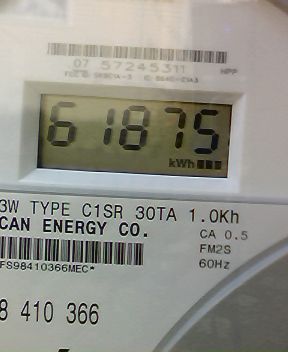 07 57245311
61875
kWh
3W TYPE C1SR 30TA 1.0Kh
CAN ENERGY CO.
CA 0.5
FM2S
FS98410366MEC*
60Hz
8 410 366